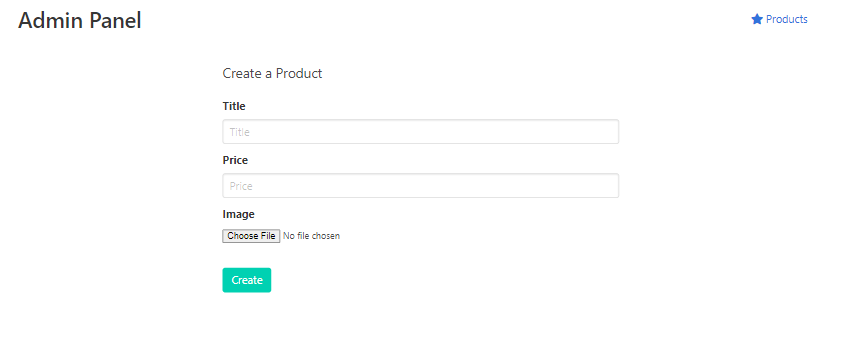 Admin Panel
Products
Create a Product
Title
Title
Price
Price
Image
Choose File No file chosen
Create